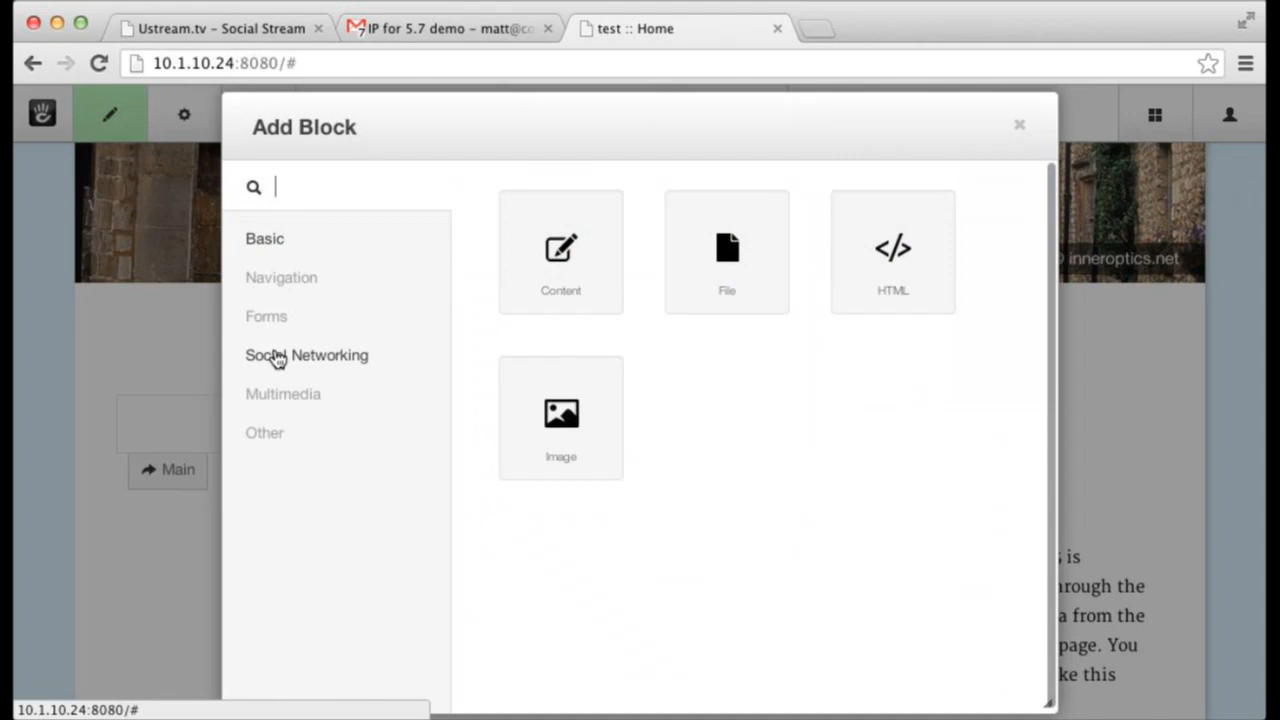 Ustream.tv - Social Stream
IP for 5.7 demo - matt@co
test :: Home
10.1.10.24:8080/#
Add Block
Basic
Navigation
Forms
Social Networking
Multimedia
Other
Content
File
HTML
Image
inneroptics.net
Main
is
through the
a from the
page. You
ke this
10.1.10.24:8080/#